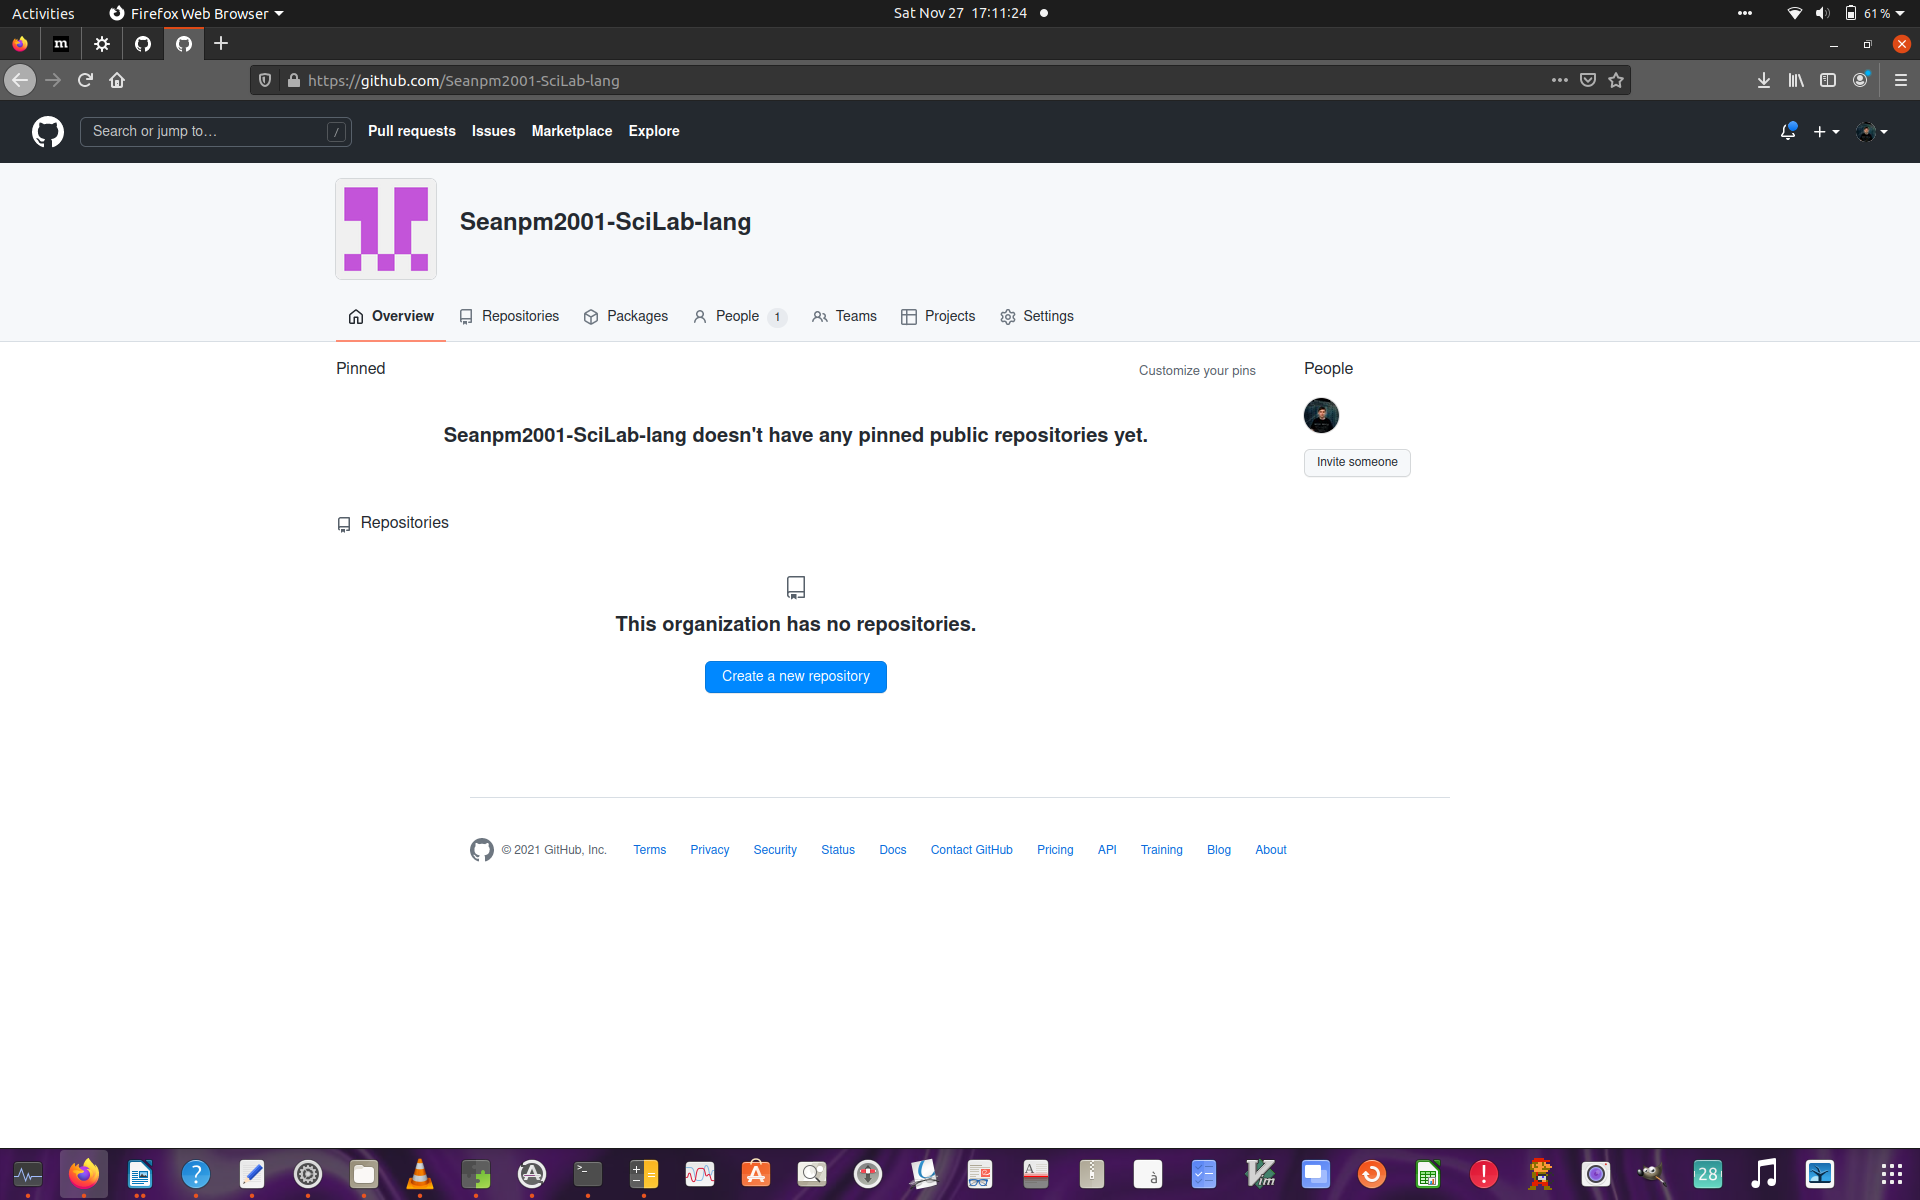 Activities Firefox Web Browser Sat Nov 27 17:11:24 61 %
m
https://github.com/Seanpm2001-SciLab-lang
Search or jump to… / Pull requests Issues Marketplace Explore
Seanpm2001-SciLab-lang
Overview Repositories Packages People 1 Teams Projects Settings
Pinned Customize your pins People
Seanpm2001-SciLab-lang doesn't have any pinned public repositories yet.
Invite someone
Repositories
This organization has no repositories.
Create a new repository
© 2021 GitHub, Inc. Terms Privacy Security Status Docs Contact GitHub Pricing API Training Blog About
28